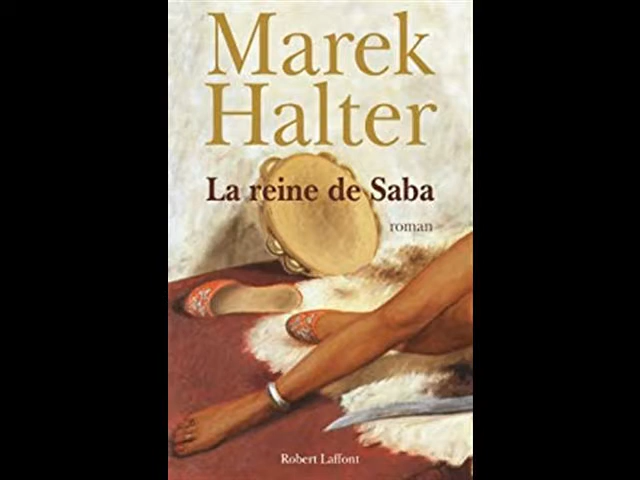 Marek
Halter
La reine de Saba
roman
Robert Laffont